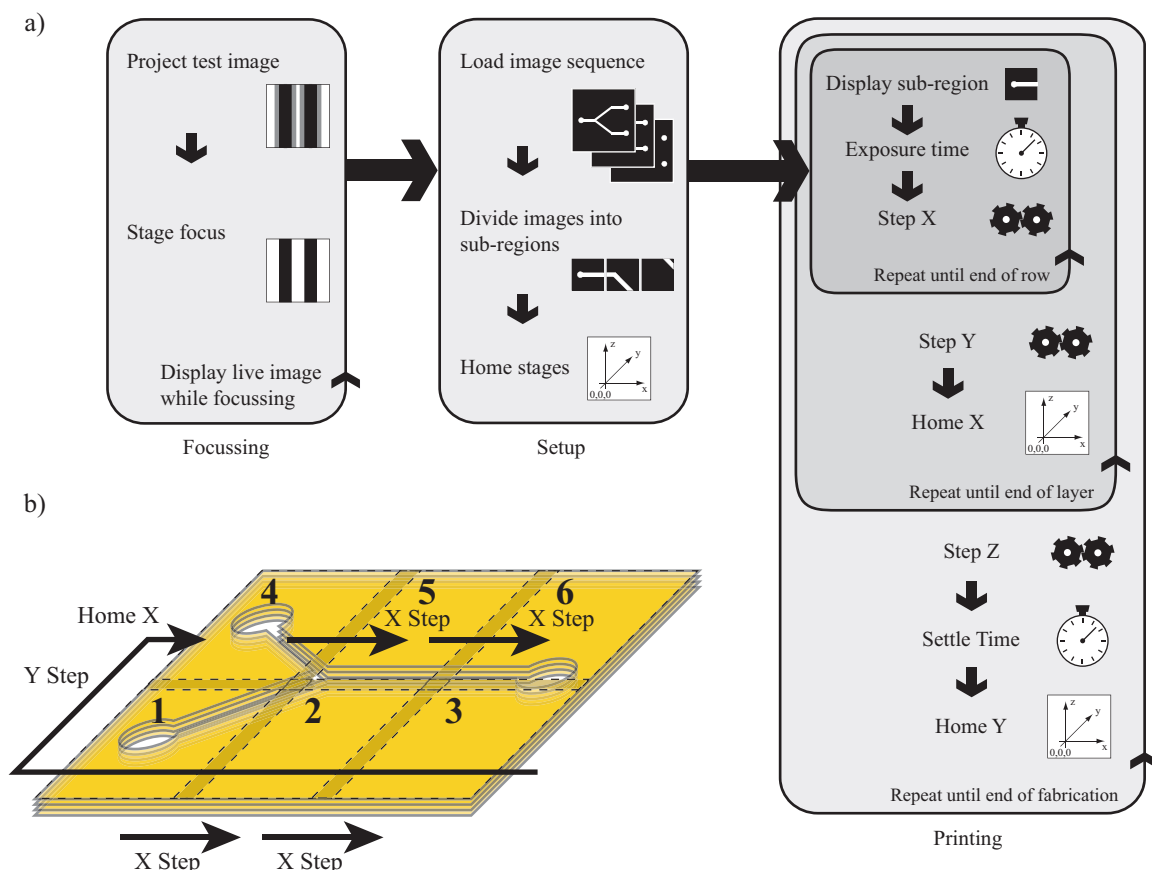 a)
Project test image
Stage focus
Display live image
while focussing
Focussing
Load image sequence
Divide images into
sub-regions
Home stages
z
y
x
0,0,0
Setup
Display sub-region
Exposure time
Step X
Repeat until end of row
Step Y
Home X
z
y
x
0,0,0
Repeat until end of layer
Step Z
Settle Time
Home Y
z
y
x
0,0,0
Repeat until end of fabrication
Printing
b)
4
5
6
Home X
X Step
X Step
Y Step
1
2
3
X Step
X Step